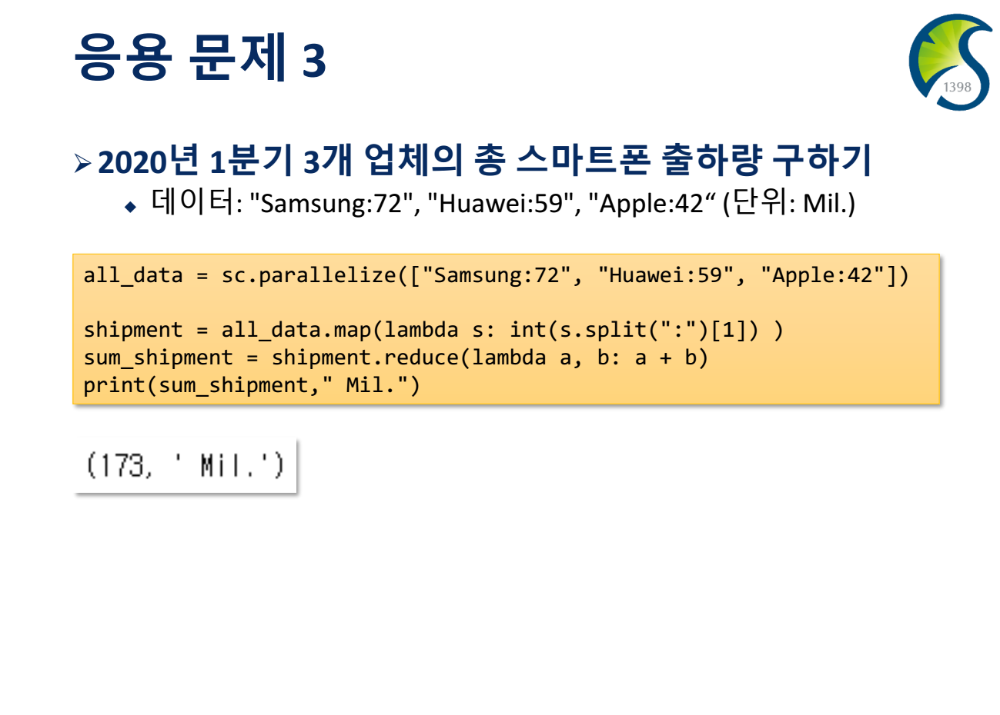 응용 문제 3
1398
➢ 2020년 1분기 3개 업체의 총 스마트폰 출하량 구하기
◆ 데이터: "Samsung:72", "Huawei:59", "Apple:42“ (단위: Mil.)
all_data = sc.parallelize(["Samsung:72", "Huawei:59", "Apple:42"])
shipment = all_data.map(lambda s: int(s.split(":")[1]) )
sum_shipment = shipment.reduce(lambda a, b: a + b)
print(sum_shipment," Mil.")
(173, ' Mil.')